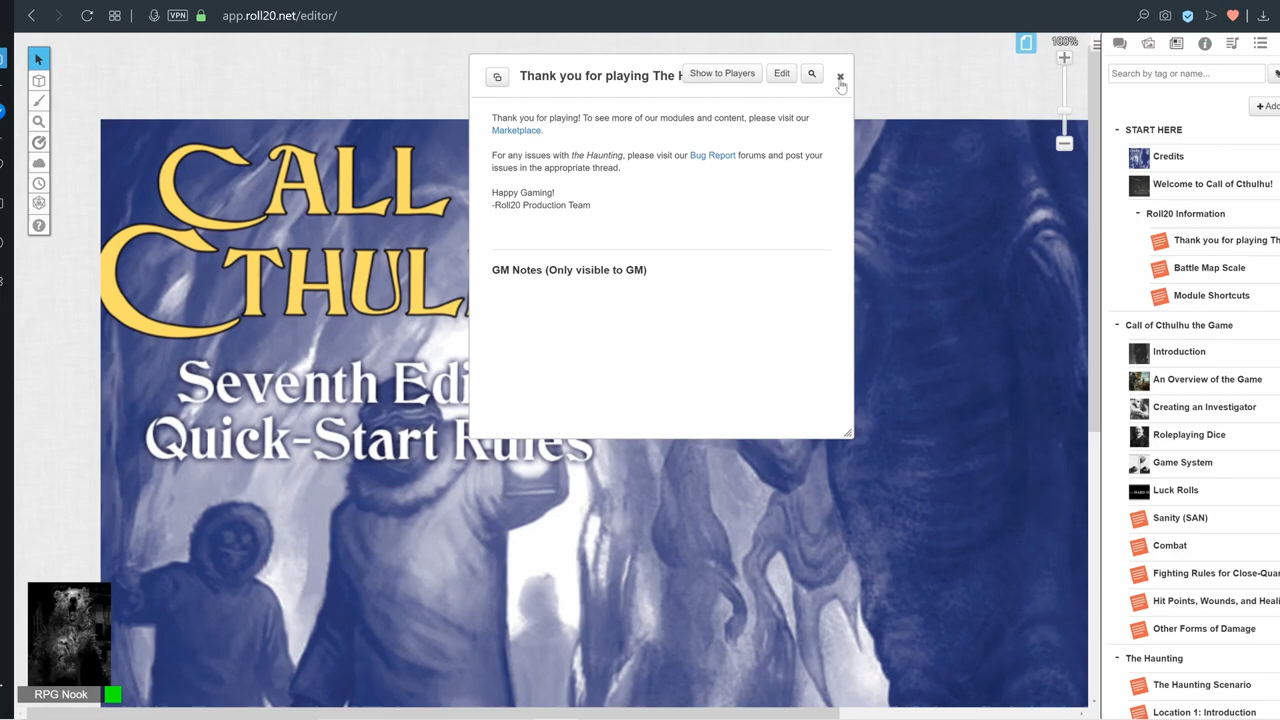 VPN
app.roll20.net/editor/
100%
Search by tag or name...
Add
Thank you for playing The H
Show to Players
Edit
Thank you for playing! To see more of our modules and content, please visit our
Marketplace.
For any issues with the Haunting, please visit our Bug Report forums and post your
issues in the appropriate thread.
Happy Gaming!
-Roll20 Production Team
GM Notes (Only visible to GM)
CALL
CTHUL
Seventh Edi
Quick-Start Rules
RPG Nook
START HERE
Credits
Welcome to Call of Cthulhu!
Roll20 Information
Thank you for playing Th
Battle Map Scale
Module Shortcuts
Call of Cthulhu the Game
Introduction
An Overview of the Game
Creating an Investigator
Roleplaying Dice
Game System
Luck Rolls
Sanity (SAN)
Combat
Fighting Rules for Close-Quar
Hit Points, Wounds, and Heali
Other Forms of Damage
The Haunting
The Haunting Scenario
Location 1: Introduction